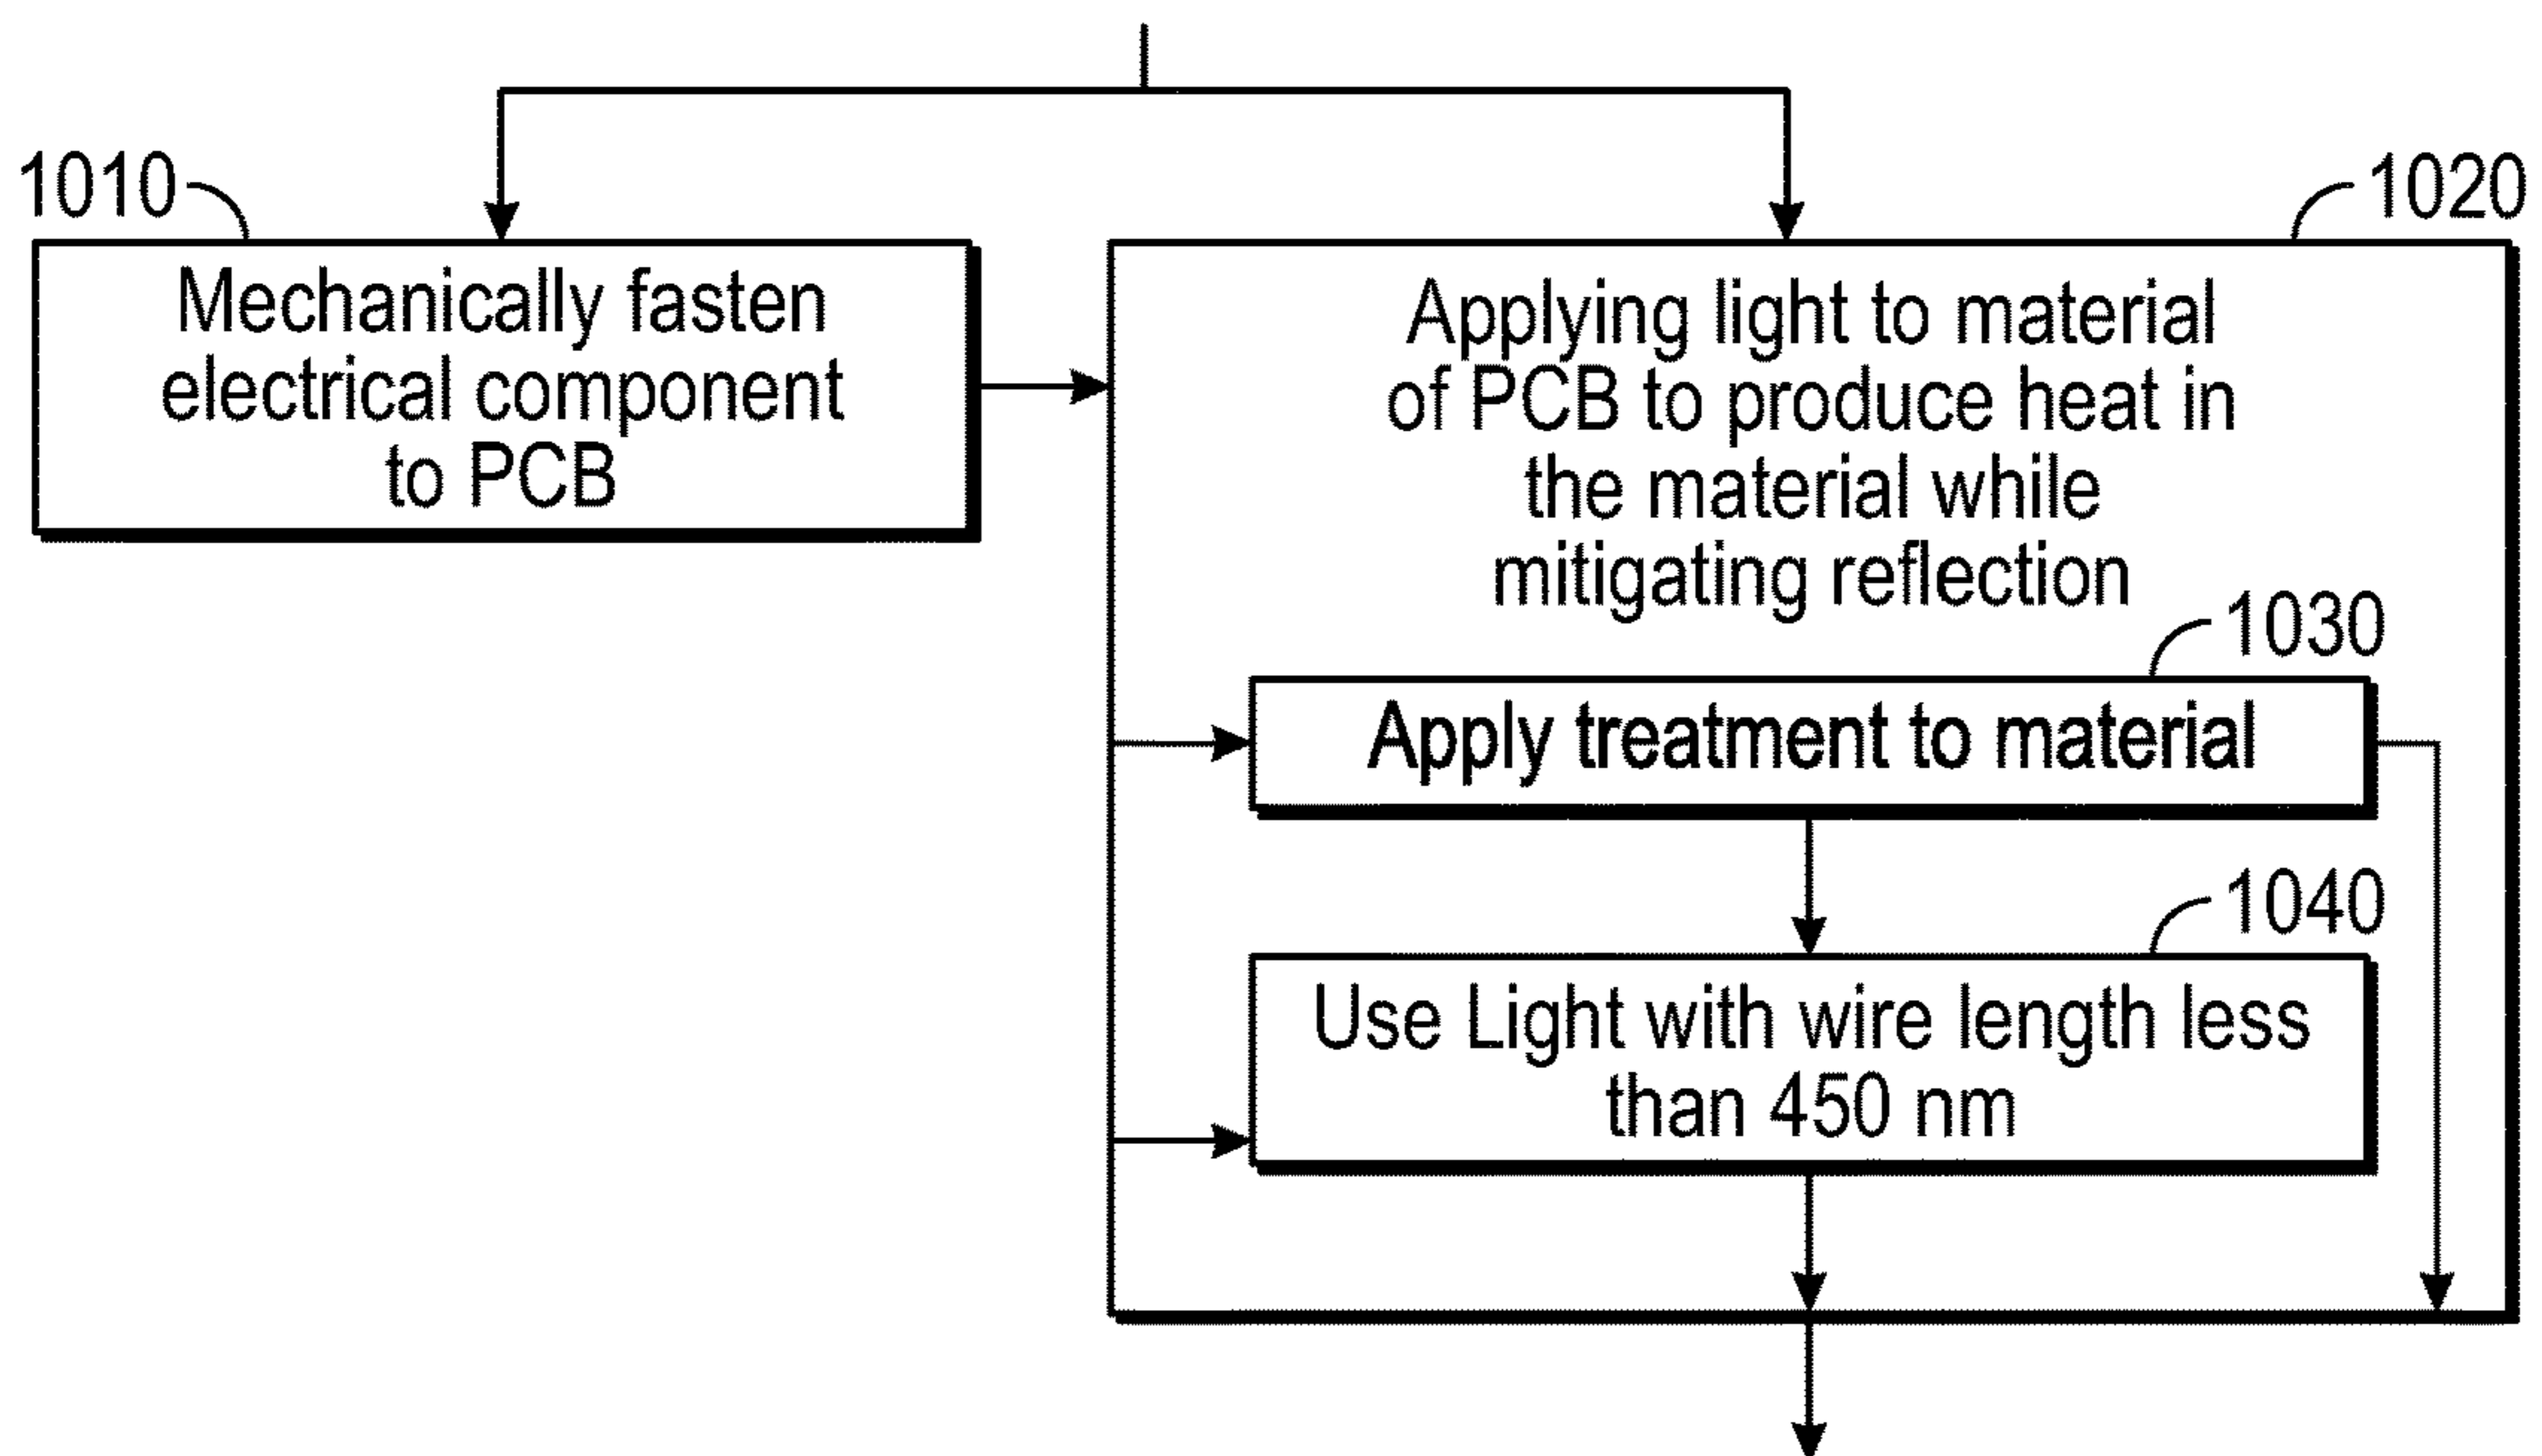 1010
Mechanically fasten
electrical component
to PCB
1020
Applying light to material
of PCB to produce heat in
the material while
mitigating reflection
1030
Apply treatment to material
1040
Use Light with wire length less
than 450 nm